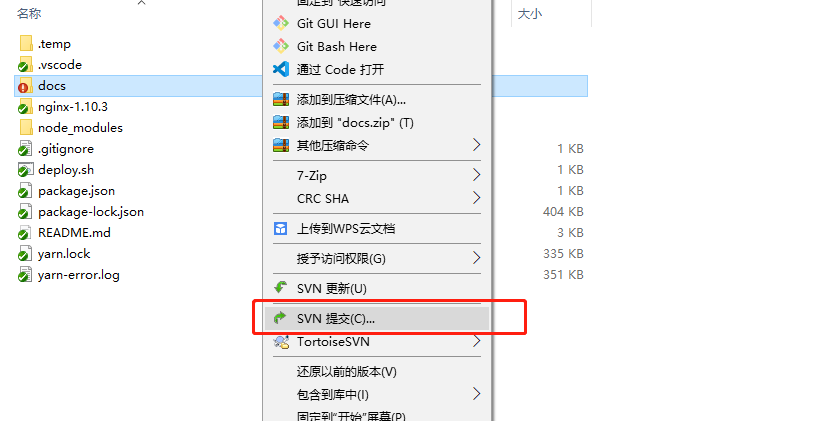 名称
大小
.temp
.vscode
docs
nginx-1.10.3
node_modules
.gitignore
1 KB
deploy.sh
1 KB
package.json
1 KB
package-lock.json
404 KB
README.md
3 KB
yarn.lock
335 KB
yarn-error.log
351 KB
固定到"快速访问"
Git GUI Here
Git Bash Here
通过 Code 打开
添加到压缩文件(A)...
添加到 "docs.zip" (T)
其他压缩命令
7-Zip
CRC SHA
上传到WPS云文档
授予访问权限(G)
SVN 更新(U)
SVN 提交(C)...
TortoiseSVN
还原以前的版本(V)
包含到库中(I)
固定到"开始"屏幕(P)